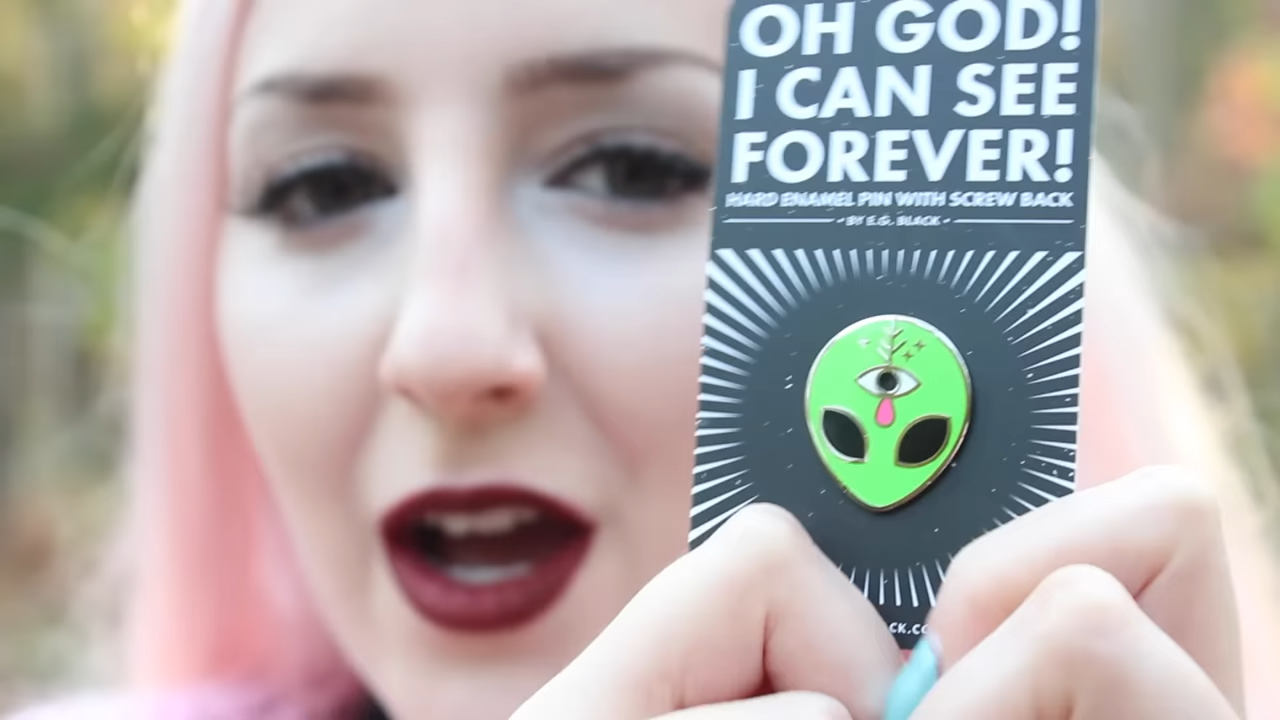 OH GOD!
I CAN SEE
FOREVER!
HARD ENAMEL PIN WITH SCREW BACK
- BY E.G. BLACK -